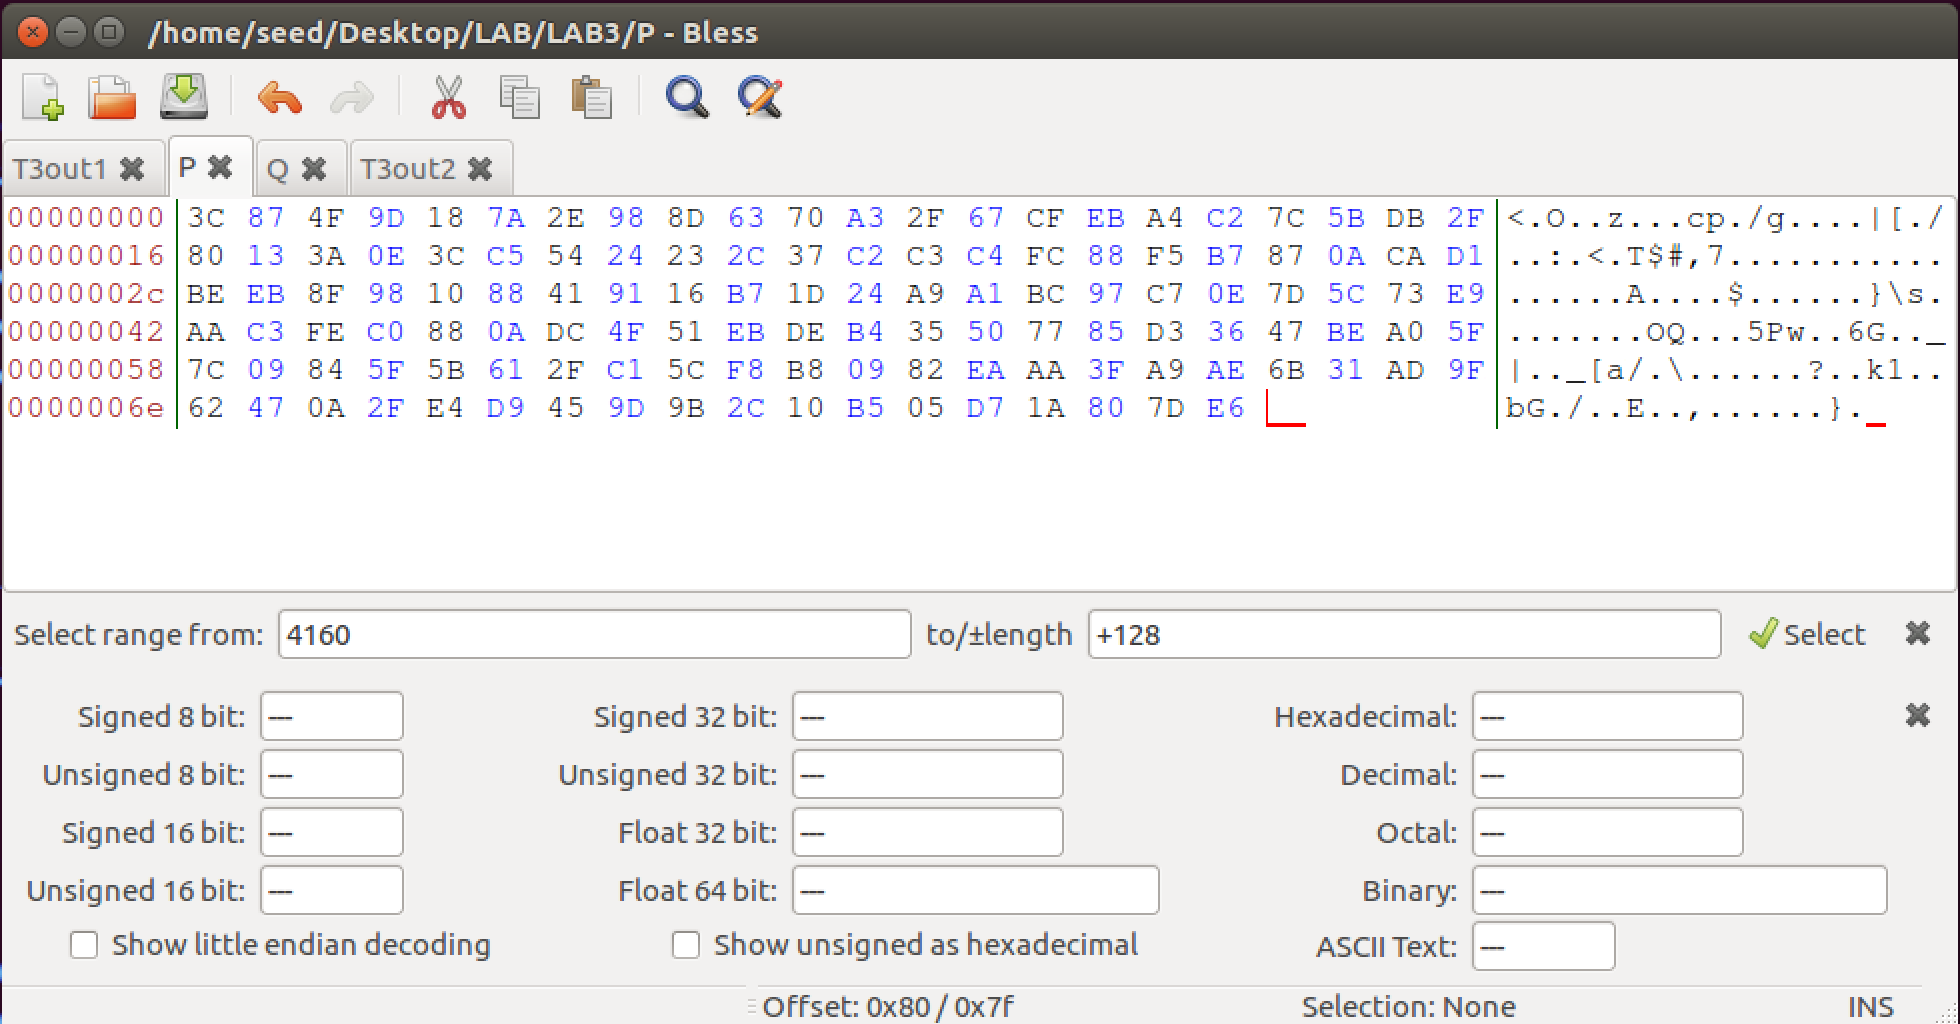 /home/seed/Desktop/LAB/LAB3/P - Bless
T3out1 P Q T3out2
00000000 3C 87 4F 9D 18 7A 2E 98 8D 63 70 A3 2F 67 CF EB A4 C2 7C 5B DB 2F <.O..z...cp./g....|[./
00000016 80 13 3A 0E 3C C5 54 24 23 2C 37 C2 C3 C4 FC 88 F5 B7 87 0A CA D1 ..:.<.T$#,7...........
0000002c BE EB 8F 98 10 88 41 91 16 B7 1D 24 A9 A1 BC 97 C7 0E 7D 5C 73 E9 ......A....$......}\s.
00000042 AA C3 FE C0 88 0A DC 4F 51 EB DE B4 35 50 77 85 D3 36 47 BE A0 5F .......OQ...5Pw..6G.._
00000058 7C 09 84 5F 5B 61 2F C1 5C F8 B8 09 82 EA AA 3F A9 AE 6B 31 AD 9F |.._[a/.\......?..k1..
0000006e 62 47 0A 2F E4 D9 45 9D 9B 2C 10 B5 05 D7 1A 80 7D E6 bG./..E..,......}.
Select range from: 4160 to/±length +128 Select
Signed 8 bit: --- Signed 32 bit: --- Hexadecimal: ---
Unsigned 8 bit: --- Unsigned 32 bit: --- Decimal: ---
Signed 16 bit: --- Float 32 bit: --- Octal: ---
Unsigned 16 bit: --- Float 64 bit: --- Binary: ---
Show little endian decoding Show unsigned as hexadecimal ASCII Text: ---
Offset: 0x80 / 0x7f Selection: None INS